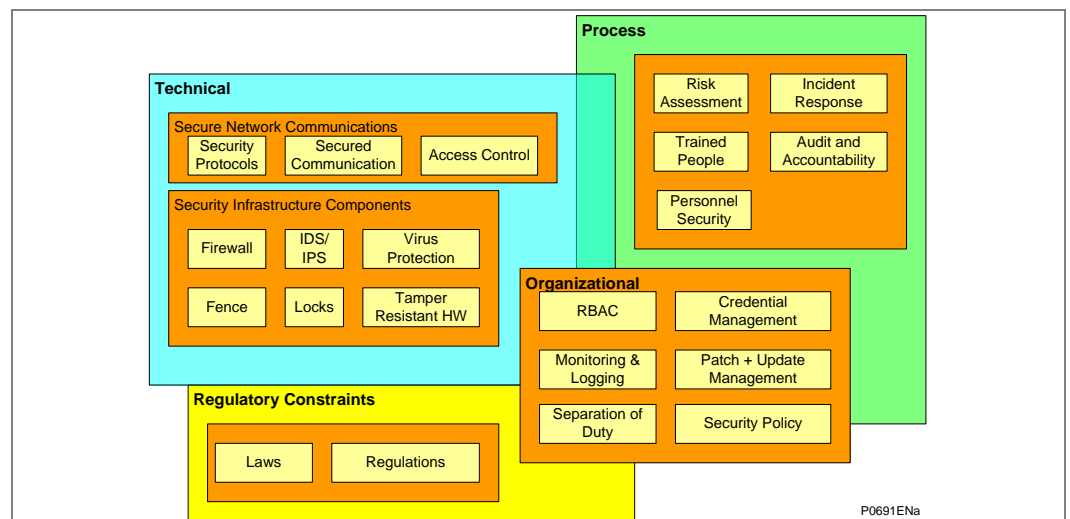 Process
Risk
Assessment
Incident
Response
Trained
People
Audit and
Accountability
Personnel
Security
Technical
Secure Network Communications
Security
Protocols
Secured
Communication
Access Control
Security Infrastructure Components
Firewall
IDS/
IPS
Virus
Protection
Fence
Locks
Tamper
Resistant HW
Organizational
RBAC
Credential
Management
Monitoring &
Logging
Patch + Update
Management
Separation of
Duty
Security Policy
Regulatory Constraints
Laws
Regulations
P0691ENa